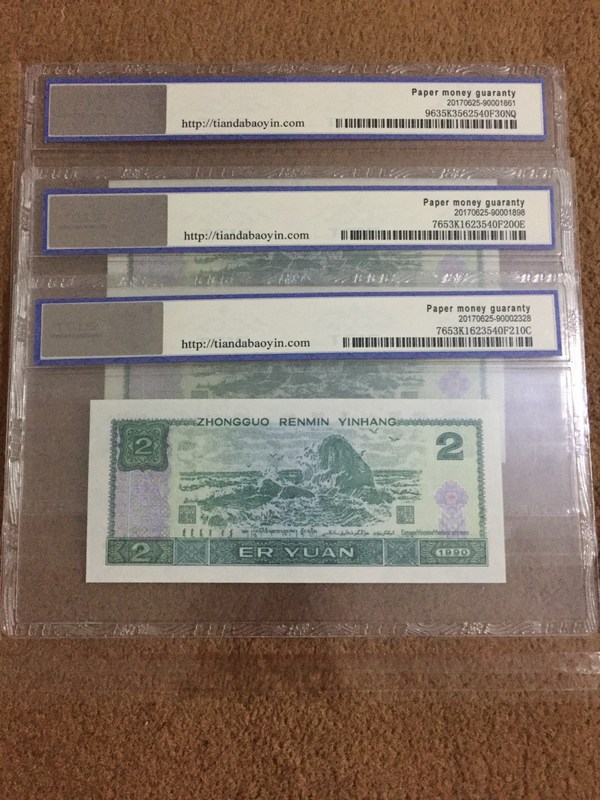 Paper money guaranty
20170625-90001861
9635K3562540F30NQ
http://tiandabaoyin.com
Paper money guaranty
20170625-90001898
7653K1623540F200E
http://tiandabaoyin.com
Paper money guaranty
20170625-90002328
7653K1623540F210C
http://tiandabaoyin.com
ZHONGGUO RENMIN YINHANG
2
2
2
ER YUAN
1990